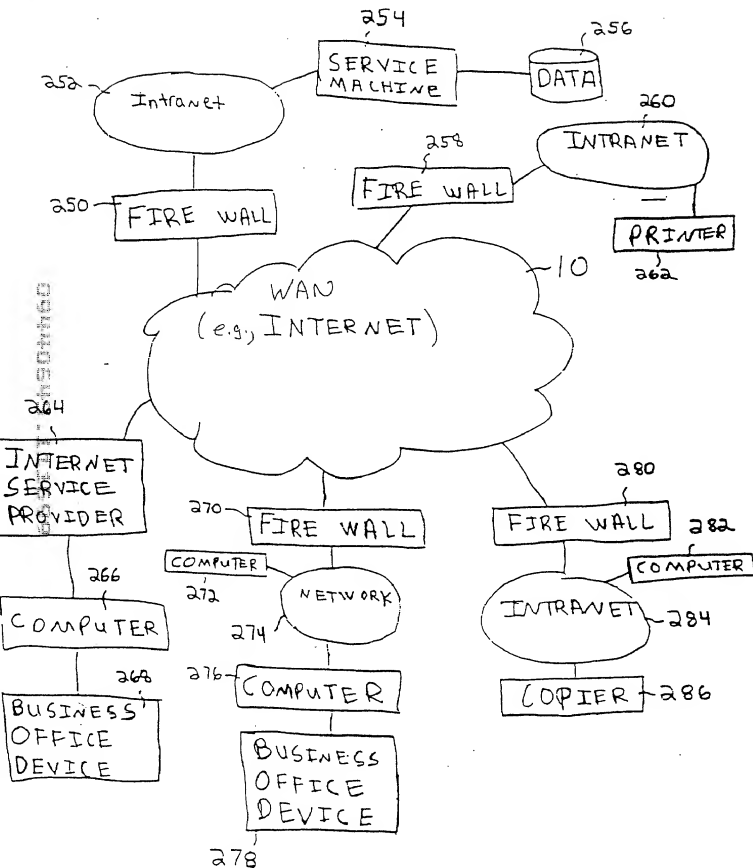 254
SERVICE
MACHINE
256
DATA
252
Intranet
260
INTRANET
258
FIRE WALL
250
FIRE WALL
PRINTER
262
10
WAN
(e.g., INTERNET)
264
INTERNET
SERVICE
PROVIDER
270
FIRE WALL
280
FIRE WALL
282
COMPUTER
COMPUTER
272
NETWORK
274
INTRANET
284
266
COMPUTER
276
COMPUTER
COPIER
286
268
BUSINESS
OFFICE
DEVICE
BUSINESS
OFFICE
DEVICE
278